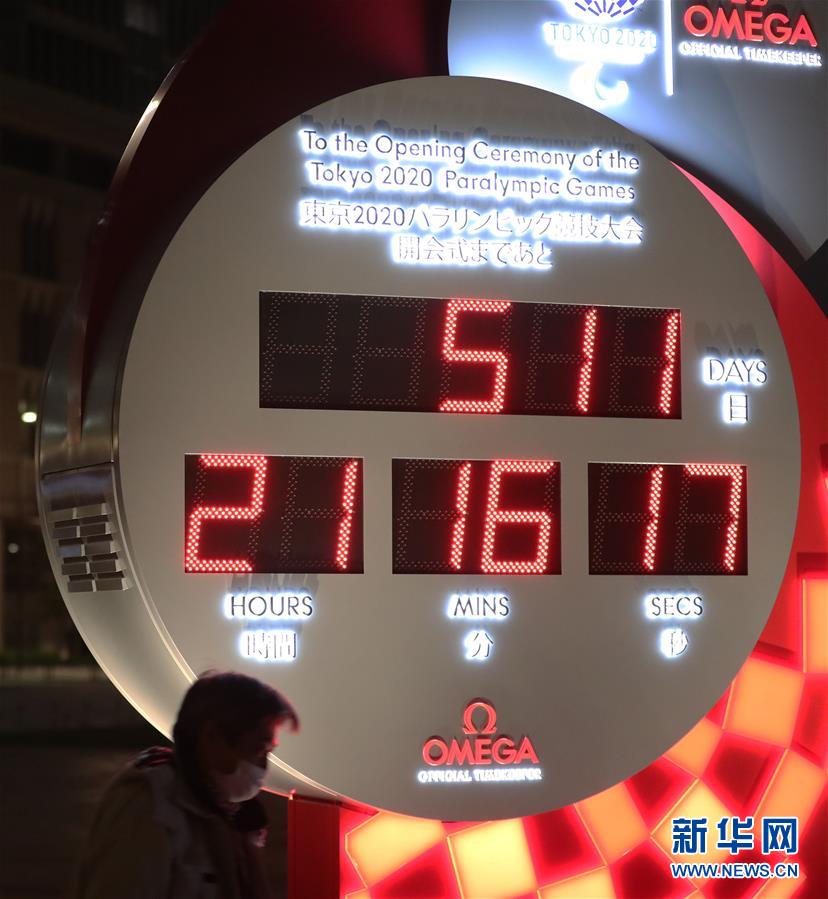 TOKYO 2020
OMEGA
OFFICIAL TIMEKEEPER
To the Opening Ceremony of the
Tokyo 2020 Paralympic Games
東京2020パラリンピック競技大会
開会式まであと
511
DAYS
日
21
16
17
HOURS
MINS
SECS
時間
分
秒
OMEGA
OFFICIAL TIMEKEEPER
新华网
WWW.NEWS.CN